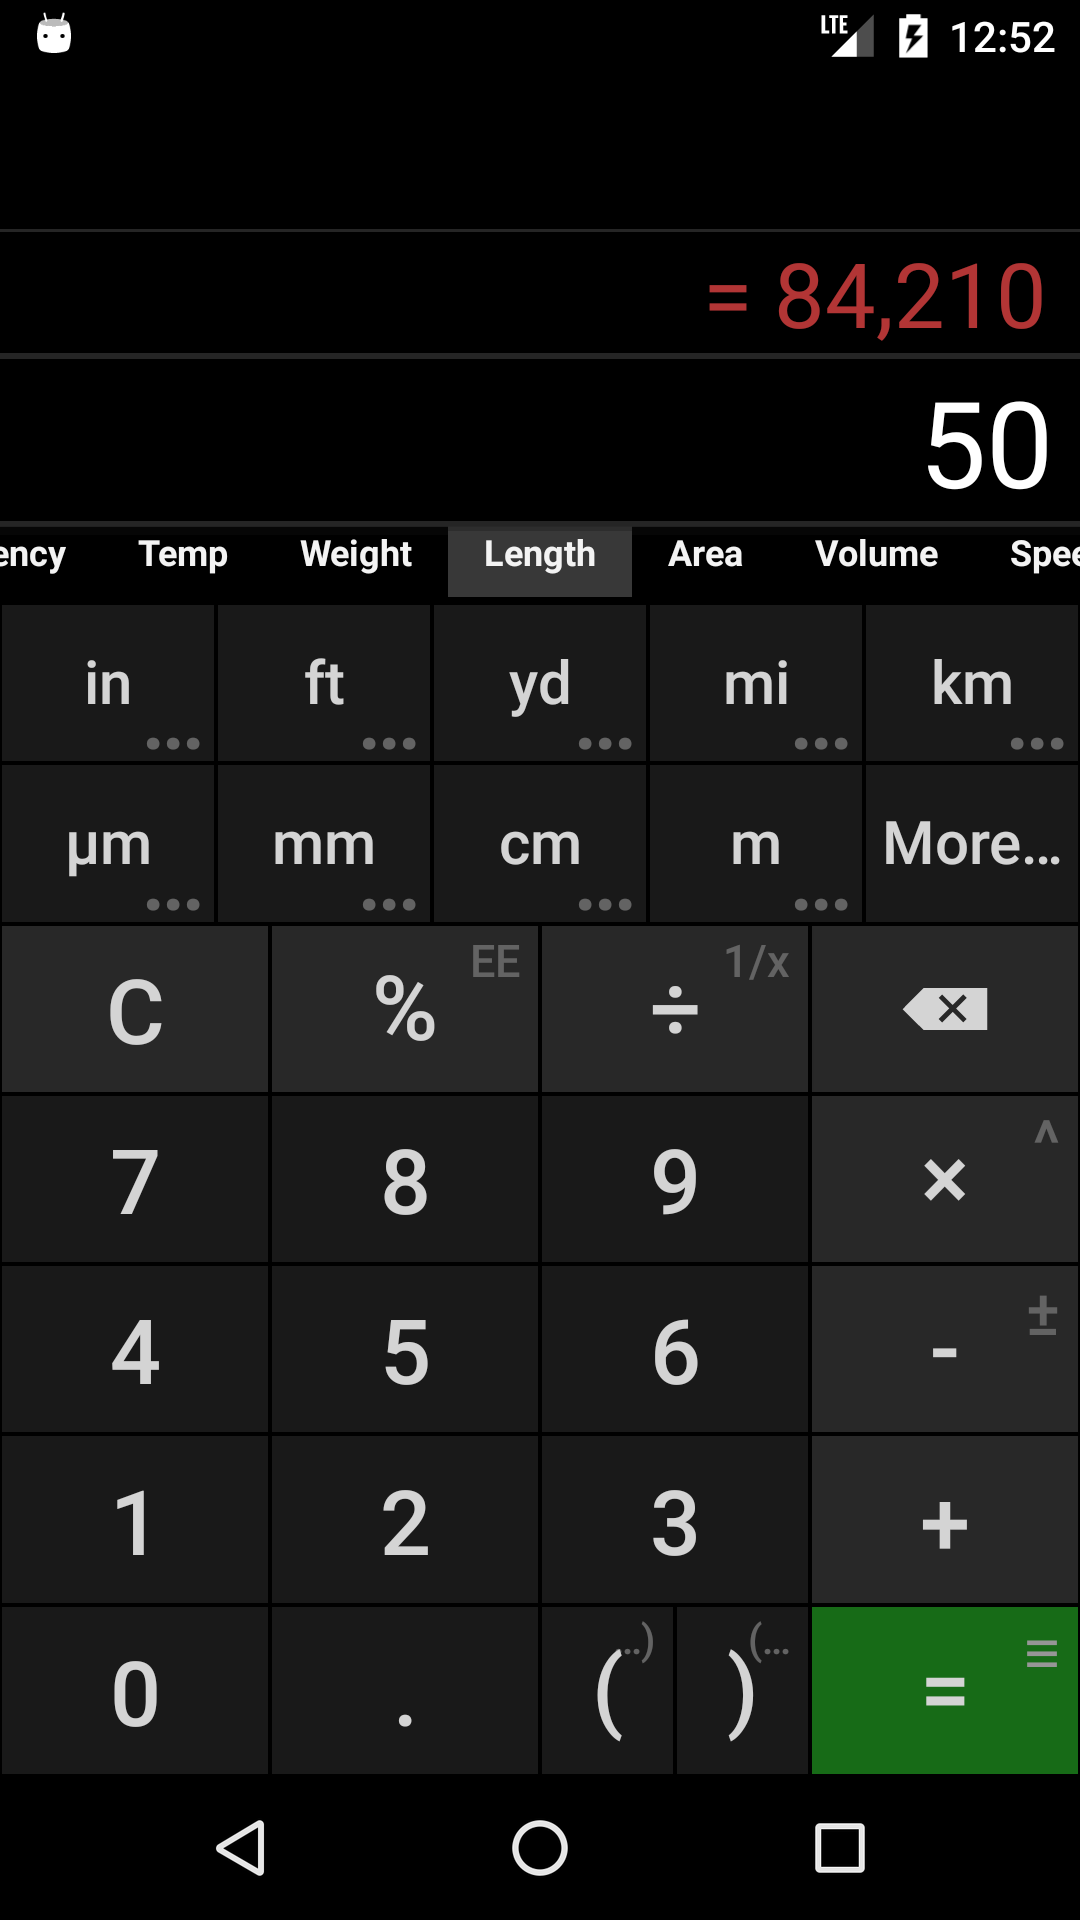 LTE 12:52
= 84,210
50
ency Temp Weight Length Area Volume Spee
in ft yd mi km
µm mm cm m More...
C % EE ÷ 1/x
7 8 9 × ^
4 5 6 - ±
1 2 3 +
0 . ( ..) ) (... =